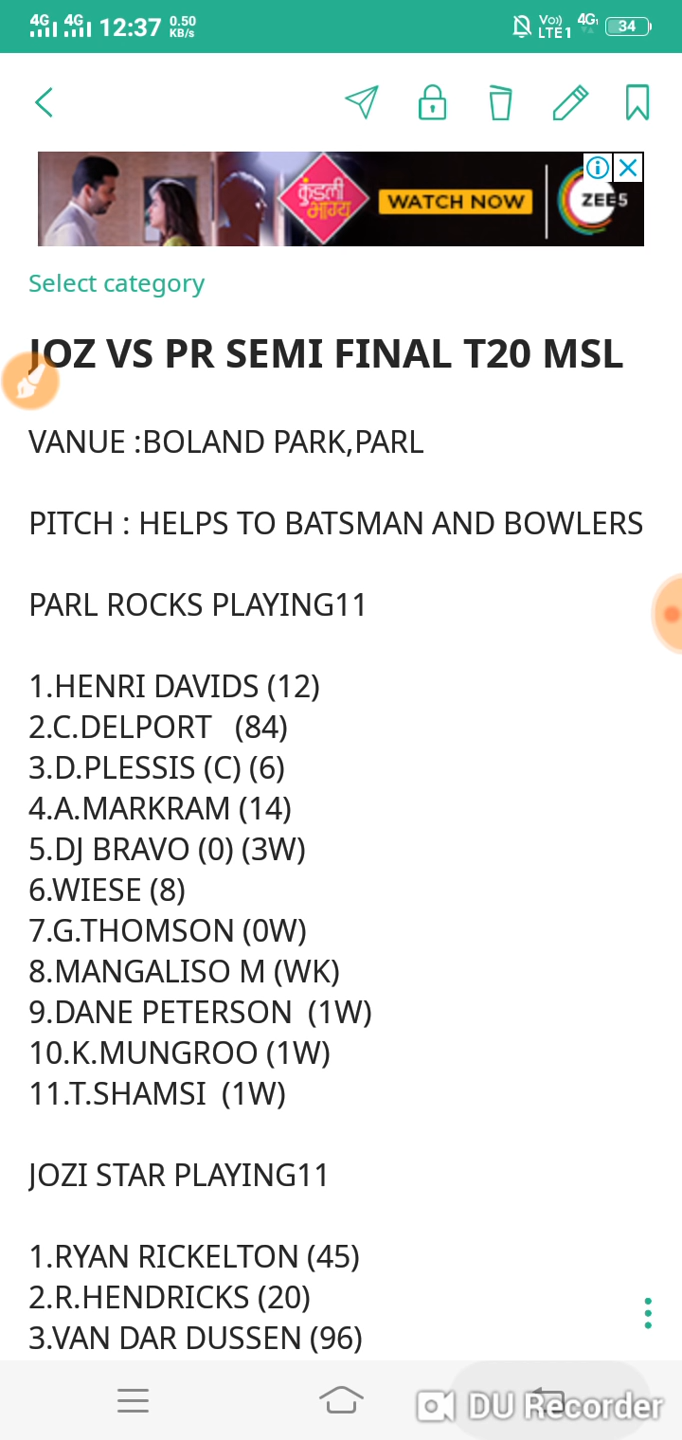 4G 4G 12:37 0.50 KB/s Vo)) LTE1 4G 34
कुंडली भाग्य WATCH NOW ZEE5
Select category
JOZ VS PR SEMI FINAL T20 MSL
VANUE :BOLAND PARK,PARL
PITCH : HELPS TO BATSMAN AND BOWLERS
PARL ROCKS PLAYING11
1.HENRI DAVIDS (12)
2.C.DELPORT (84)
3.D.PLESSIS (C) (6)
4.A.MARKRAM (14)
5.DJ BRAVO (0) (3W)
6.WIESE (8)
7.G.THOMSON (0W)
8.MANGALISO M (WK)
9.DANE PETERSON (1W)
10.K.MUNGROO (1W)
11.T.SHAMSI (1W)
JOZI STAR PLAYING11
1.RYAN RICKELTON (45)
2.R.HENDRICKS (20)
3.VAN DAR DUSSEN (96)
DU Recorder